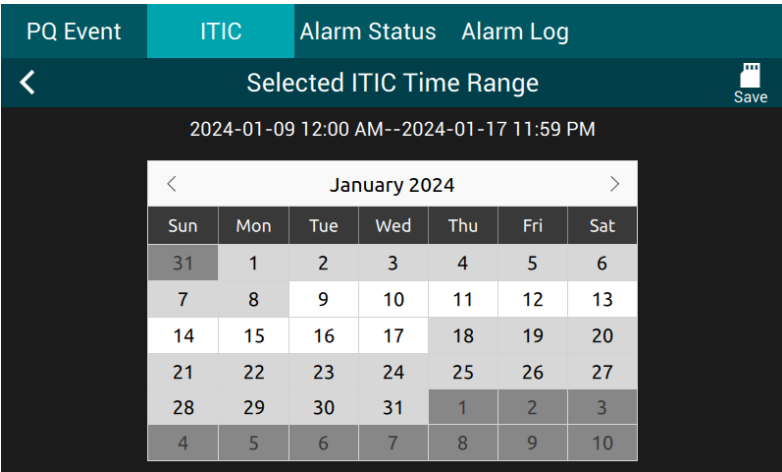 PQ Event ITIC Alarm Status Alarm Log
Selected ITIC Time Range
Save
2024-01-09 12:00 AM--2024-01-17 11:59 PM
January 2024
Sun Mon Tue Wed Thu Fri Sat
31 1 2 3 4 5 6
7 8 9 10 11 12 13
14 15 16 17 18 19 20
21 22 23 24 25 26 27
28 29 30 31 1 2 3
4 5 6 7 8 9 10